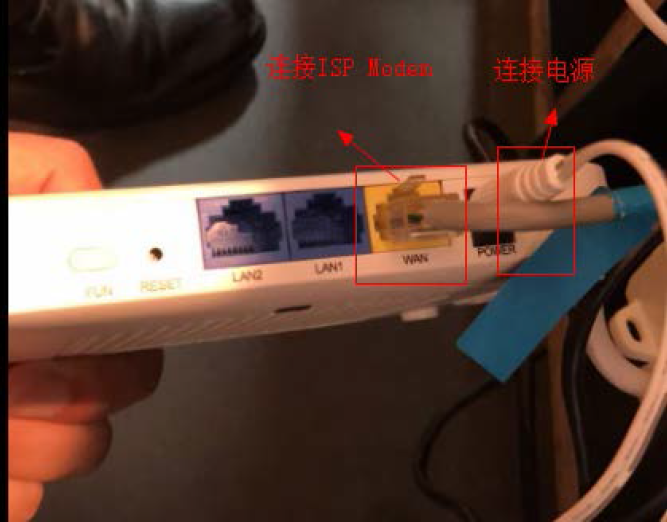 连接ISP Modem
连接电源
FUN
RESET
LAN2
LAN1
WAN
POWER